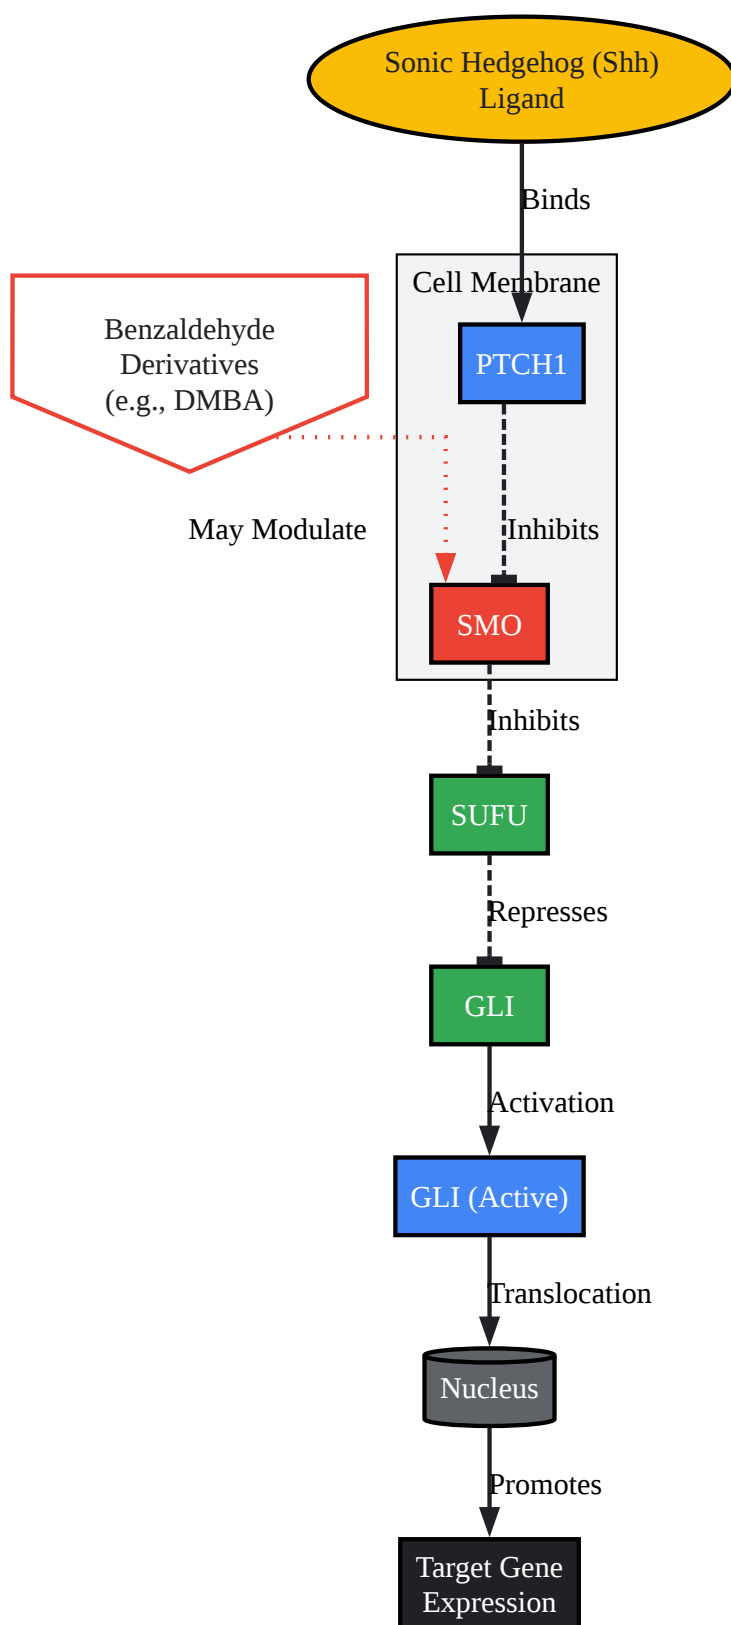 Sonic Hedgehog (Shh)
Ligand
Binds
Cell Membrane
Benzaldehyde
Derivatives
(e.g., DMBA)
PTCH1
May Modulate
Inhibits
SMO
Inhibits
SUFU
Represses
GLI
Activation
GLI (Active)
Translocation
Nucleus
Promotes
Target Gene
Expression